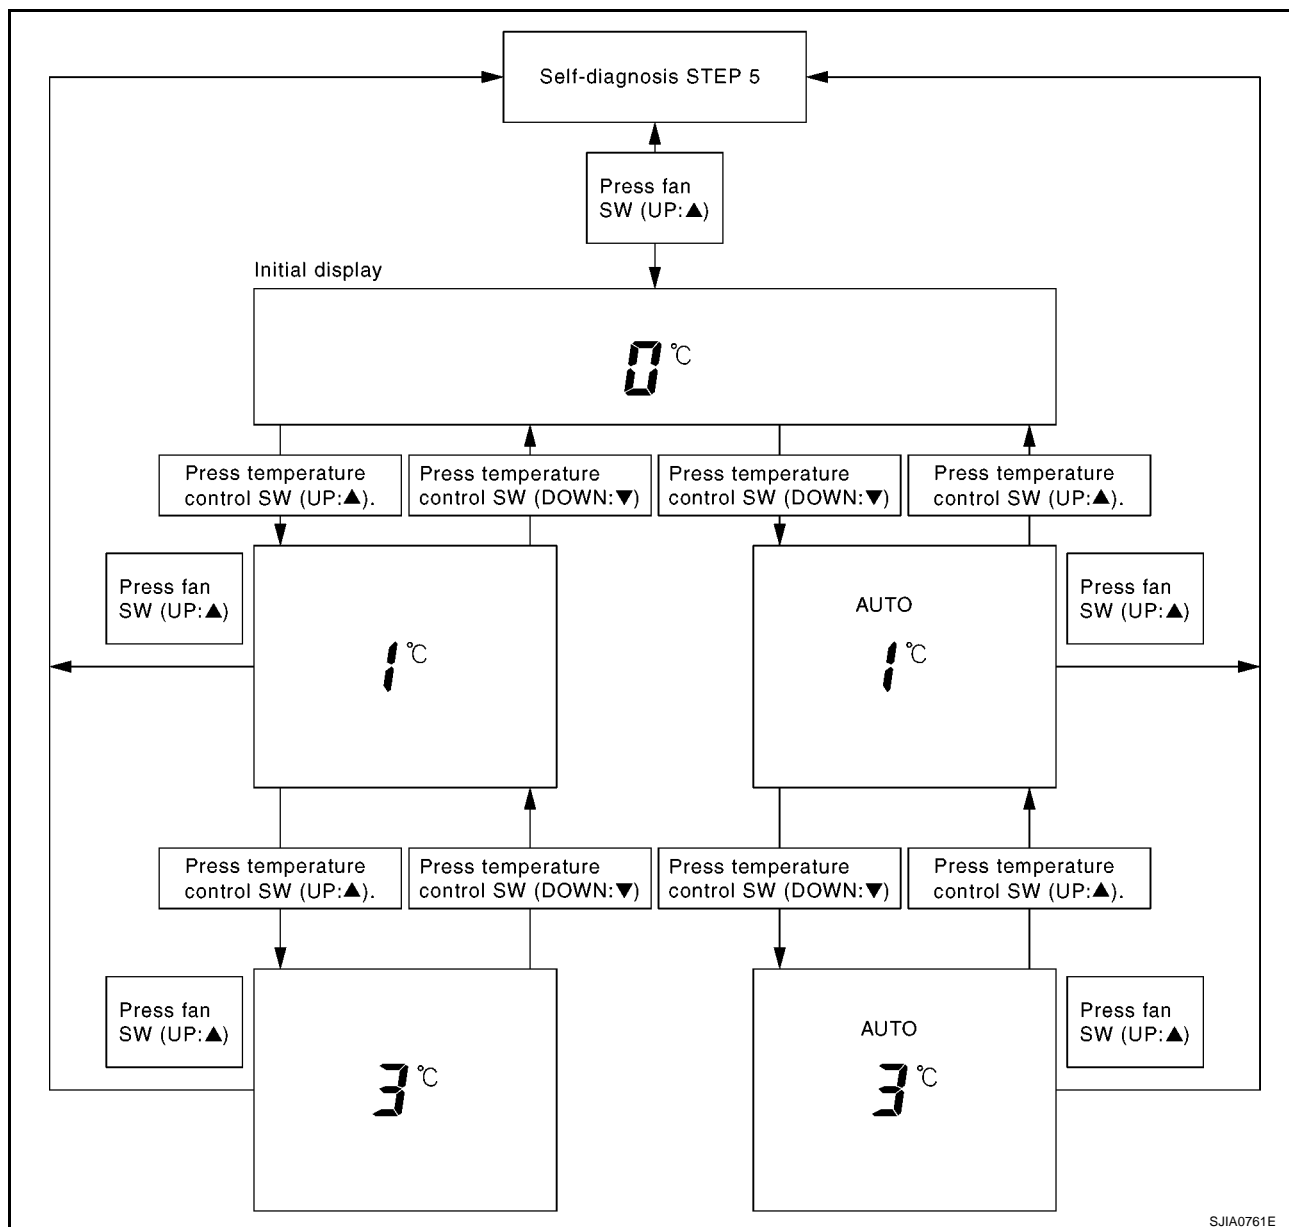 Self-diagnosis STEP 5
Press fan
SW (UP:▲)
Initial display
0 ℃
Press temperature
control SW (UP:▲).
Press temperature
control SW (DOWN:▼)
Press temperature
control SW (DOWN:▼)
Press temperature
control SW (UP:▲).
Press fan
SW (UP:▲)
1 ℃
AUTO
1 ℃
Press fan
SW (UP:▲)
Press temperature
control SW (UP:▲).
Press temperature
control SW (DOWN:▼)
Press temperature
control SW (DOWN:▼)
Press temperature
control SW (UP:▲).
Press fan
SW (UP:▲)
3 ℃
AUTO
3 ℃
Press fan
SW (UP:▲)
SJIA0761E